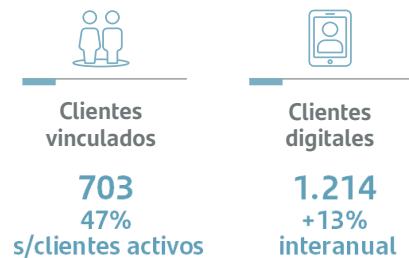 Clientes
vinculados
703
47%
s/clientes activos
Clientes
digitales
1.214
+13%
interanual